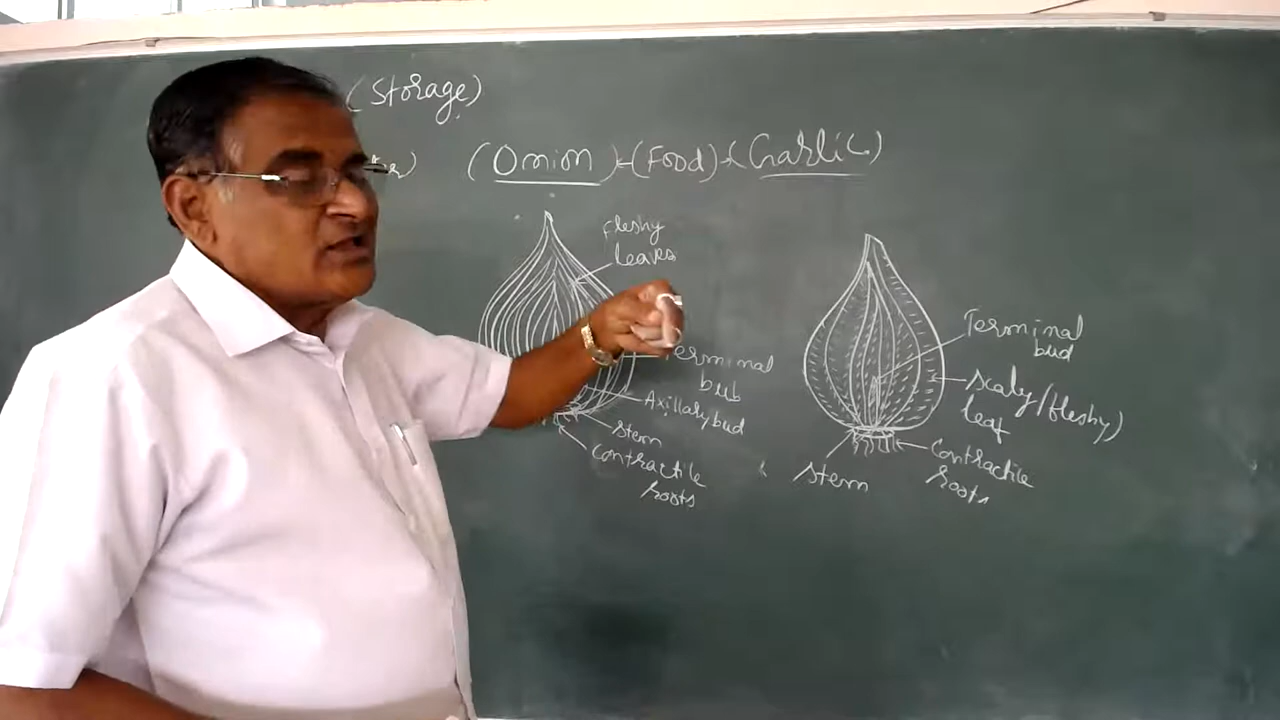 (Storage)
(Onion)-(Food)-(Garlic)
Fleshy
leaves
Terminal
bub
Axillary bud
Stem
Contractile
roots
Terminal
bud
Scaly/(fleshy)
leaf
Contractile
roots
Stem